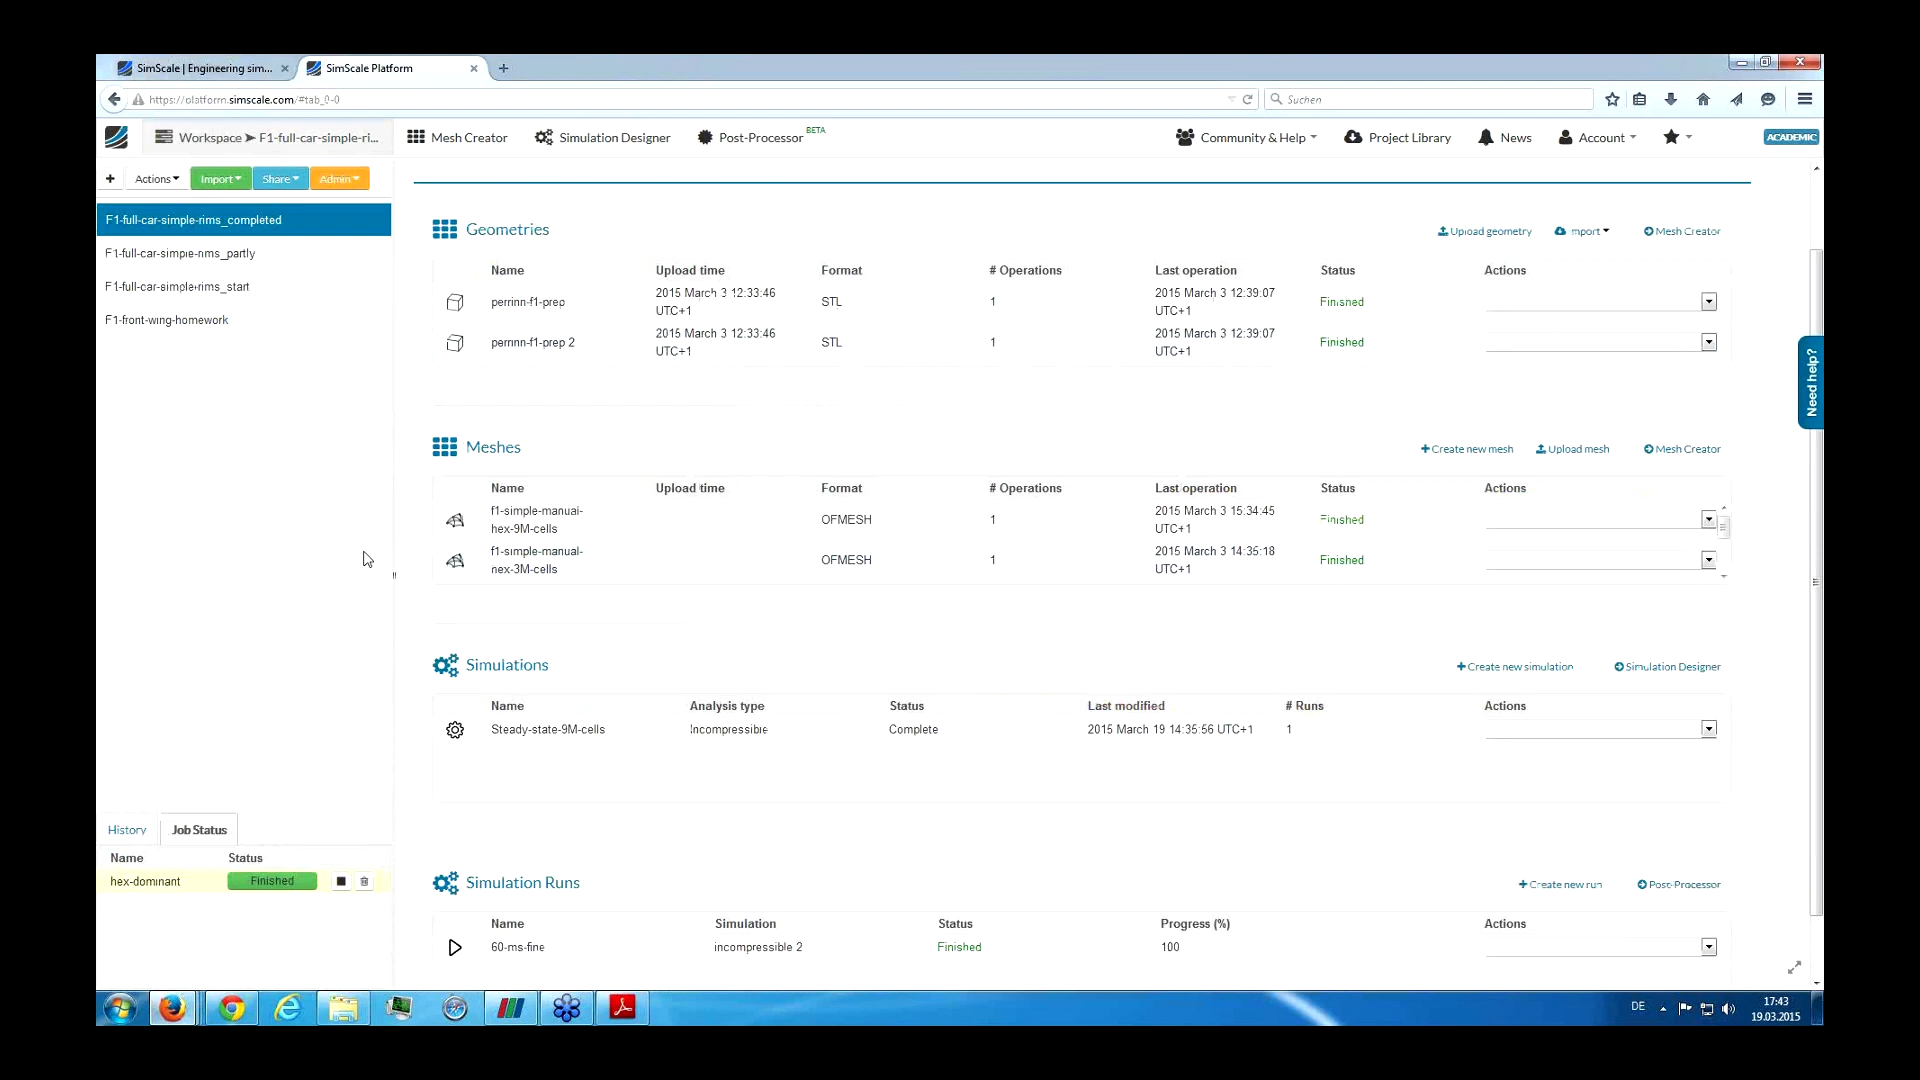 SimScale | Engineering sim...
SimScale Platform
https://platform.simscale.com/#tab_0-0
Suchen
Workspace ➤ F1-full-car-simple-ri...
Mesh Creator
Simulation Designer
Post-Processor BETA
Community & Help
Project Library
News
Account
ACADEMIC
+ Actions Import Share Admin
F1-full-car-simple-rims_completed
F1-full-car-simple-rims_partly
F1-full-car-simple-rims_start
F1-front-wing-homework
Geometries
Upload geometry Import Mesh Creator
Name Upload time Format # Operations Last operation Status Actions
perrinn-f1-prep 2015 March 3 12:33:46 UTC+1 STL 1 2015 March 3 12:39:07 UTC+1 Finished
perrinn-f1-prep 2 2015 March 3 12:33:46 UTC+1 STL 1 2015 March 3 12:39:07 UTC+1 Finished
Need help?
Meshes
+Create new mesh Upload mesh Mesh Creator
Name Upload time Format # Operations Last operation Status Actions
f1-simple-manual-hex-9M-cells OFMESH 1 2015 March 3 15:34:45 UTC+1 Finished
f1-simple-manual-hex-3M-cells OFMESH 1 2015 March 3 14:35:18 UTC+1 Finished
Simulations
+Create new simulation Simulation Designer
Name Analysis type Status Last modified # Runs Actions
Steady-state-9M-cells Incompressible Complete 2015 March 19 14:35:56 UTC+1 1
Simulation Runs
+Create new run Post-Processor
Name Simulation Status Progress (%) Actions
60-ms-fine incompressible 2 Finished 100
History Job Status
Name Status
hex-dominant Finished
DE
17:43
19.03.2015